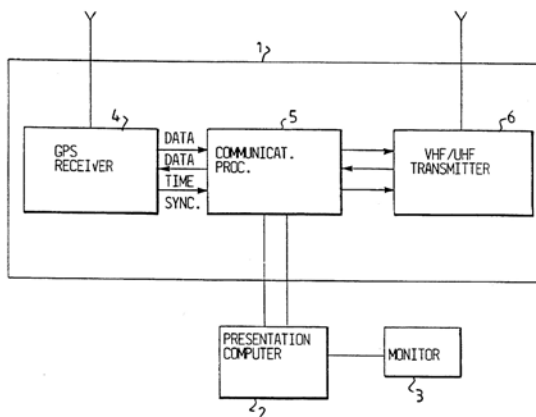 1
4
5
6
GPS
RECEIVER
DATA
DATA
TIME
SYNC.
COMMUNICAT.
PROC.
VHF/UHF
TRANSMITTER
PRESENTATION
COMPUTER
MONITOR
2
3